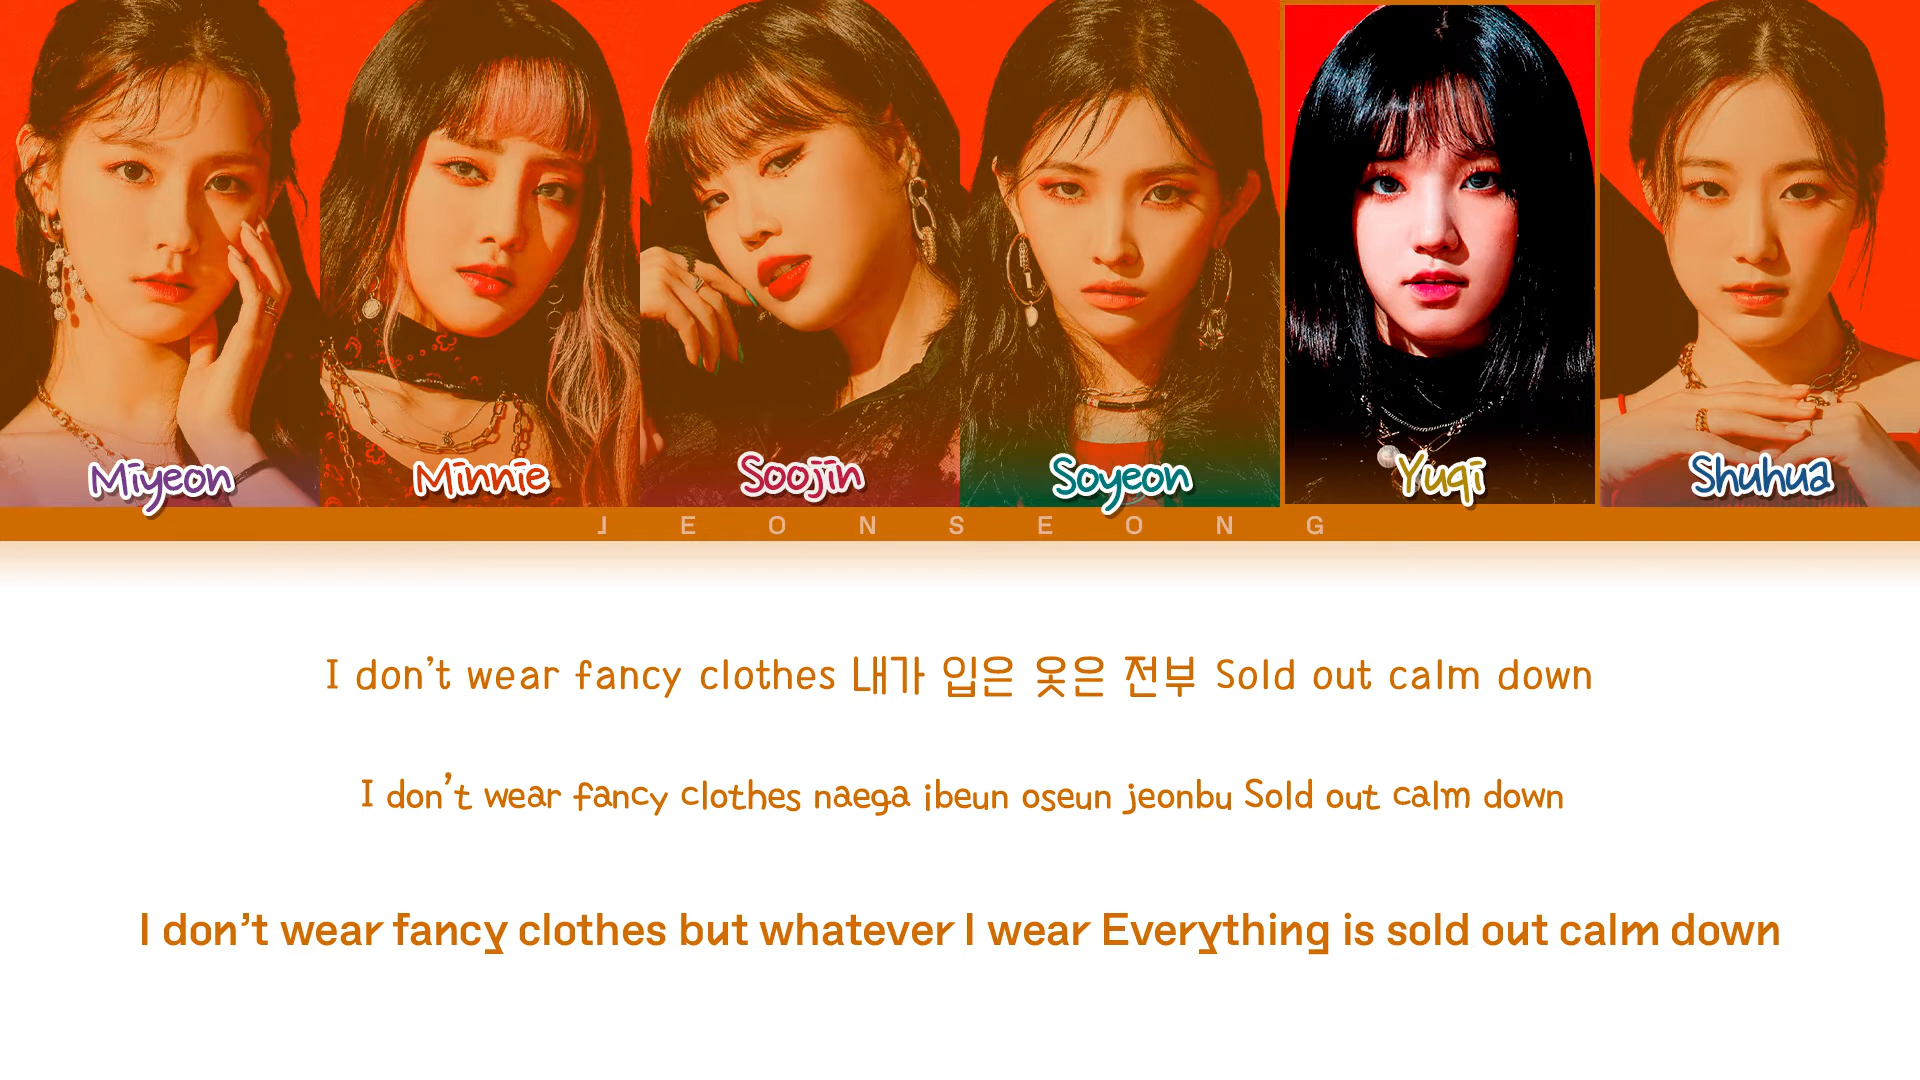 Miyeon Minnie Soojin Soyeon Yuqi Shuhua
JEONSEONG
I don't wear fancy clothes 내가 입은 옷은 전부 Sold out calm down
I don't wear fancy clothes naega ibeun oseun jeonbu Sold out calm down
I don't wear fancy clothes but whatever I wear Everything is sold out calm down